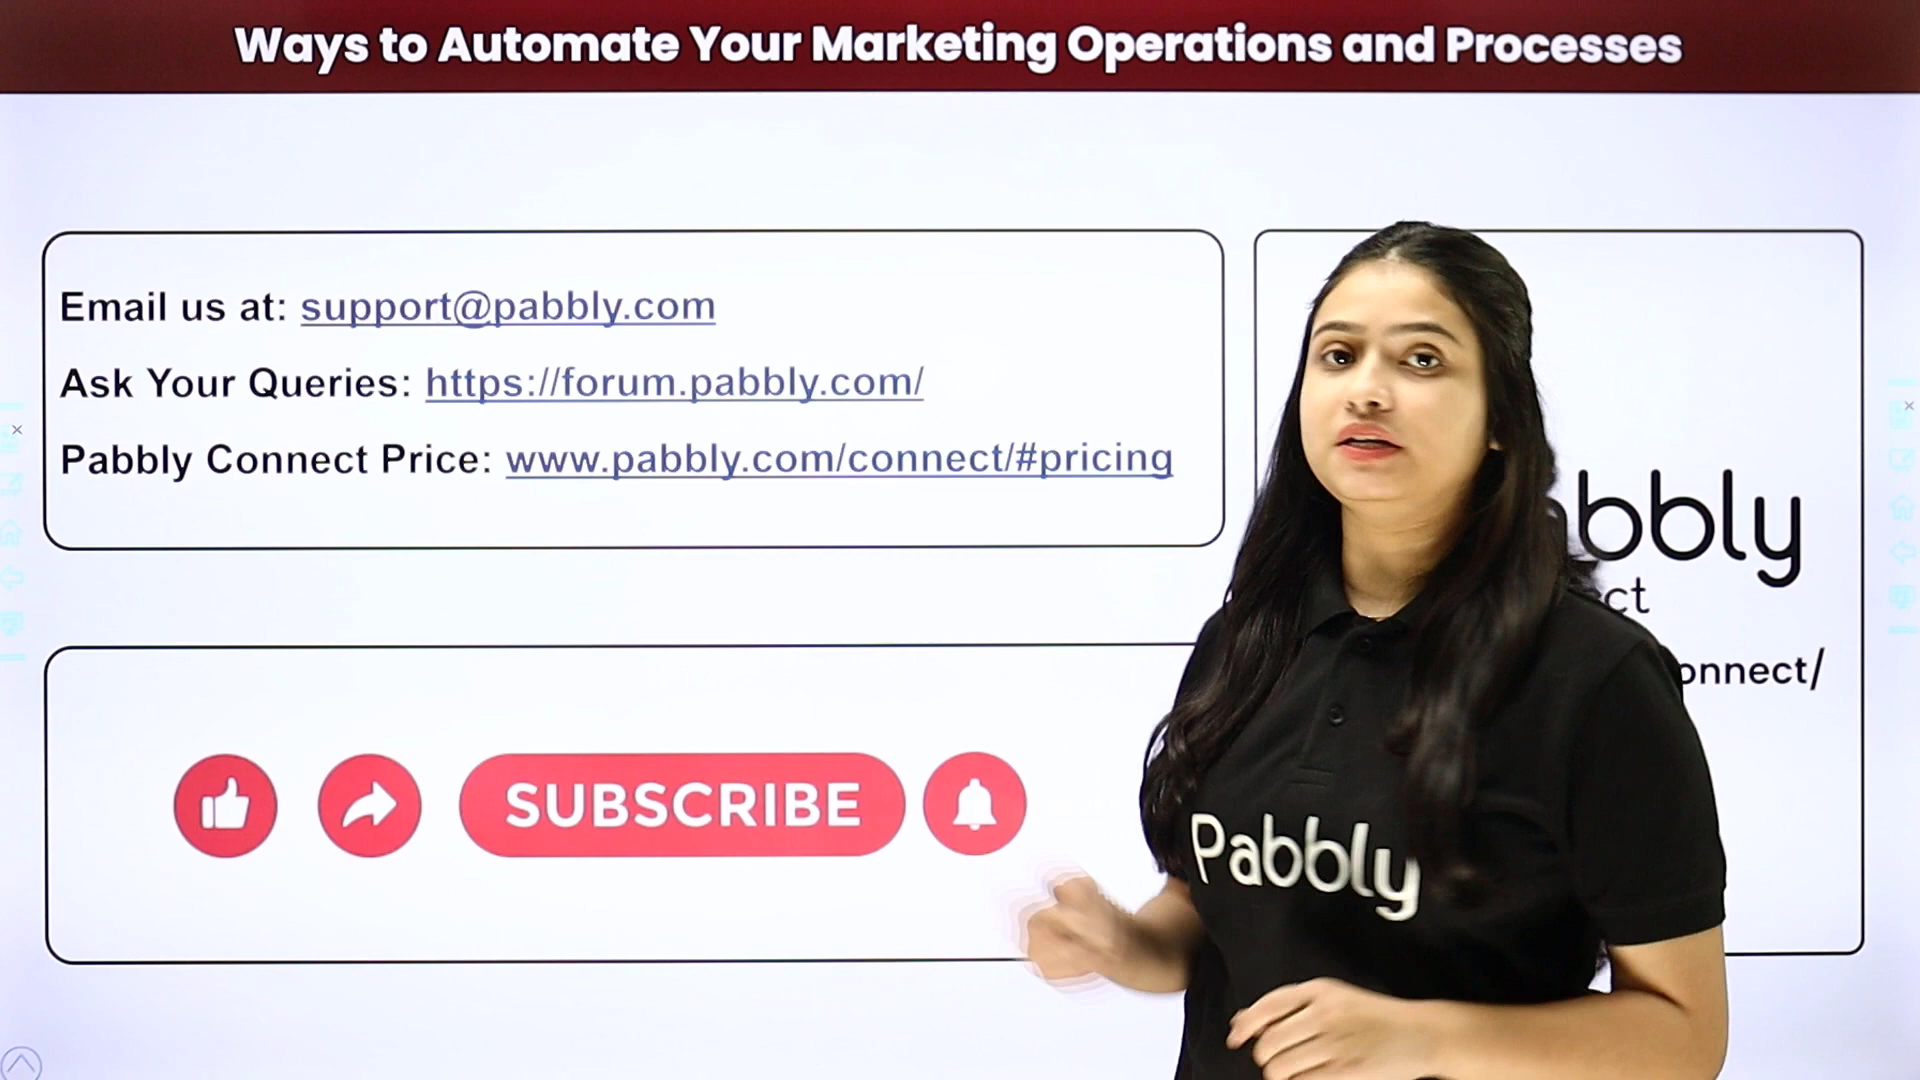 Ways to Automate Your Marketing Operations and Processes
Email us at: support@pabbly.com
Ask Your Queries: https://forum.pabbly.com/
Pabbly Connect Price: www.pabbly.com/connect/#pricing
SUBSCRIBE
Pabbly